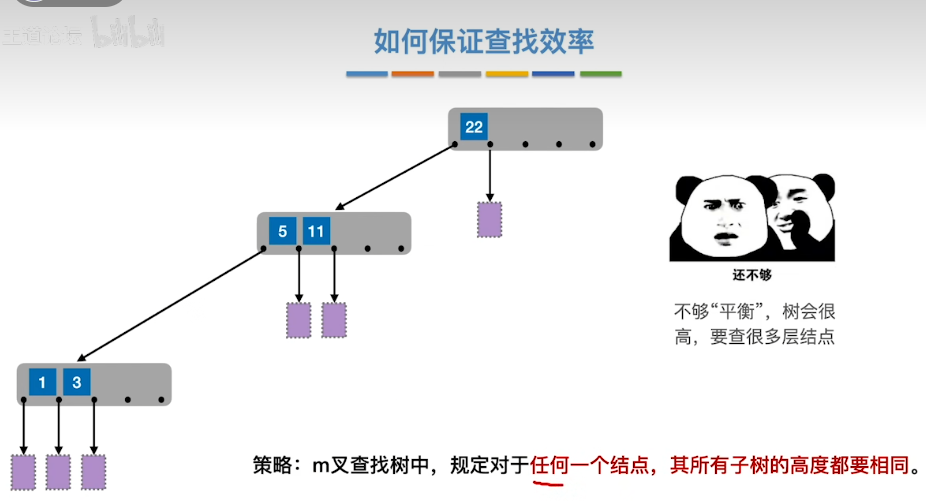 王道论坛 bilibili
如何保证查找效率
22
5 11
还不够
不够“平衡”，树会很
高，要查很多层结点
1 3
策略：m叉查找树中，规定对于任何一个结点，其所有子树的高度都要相同。